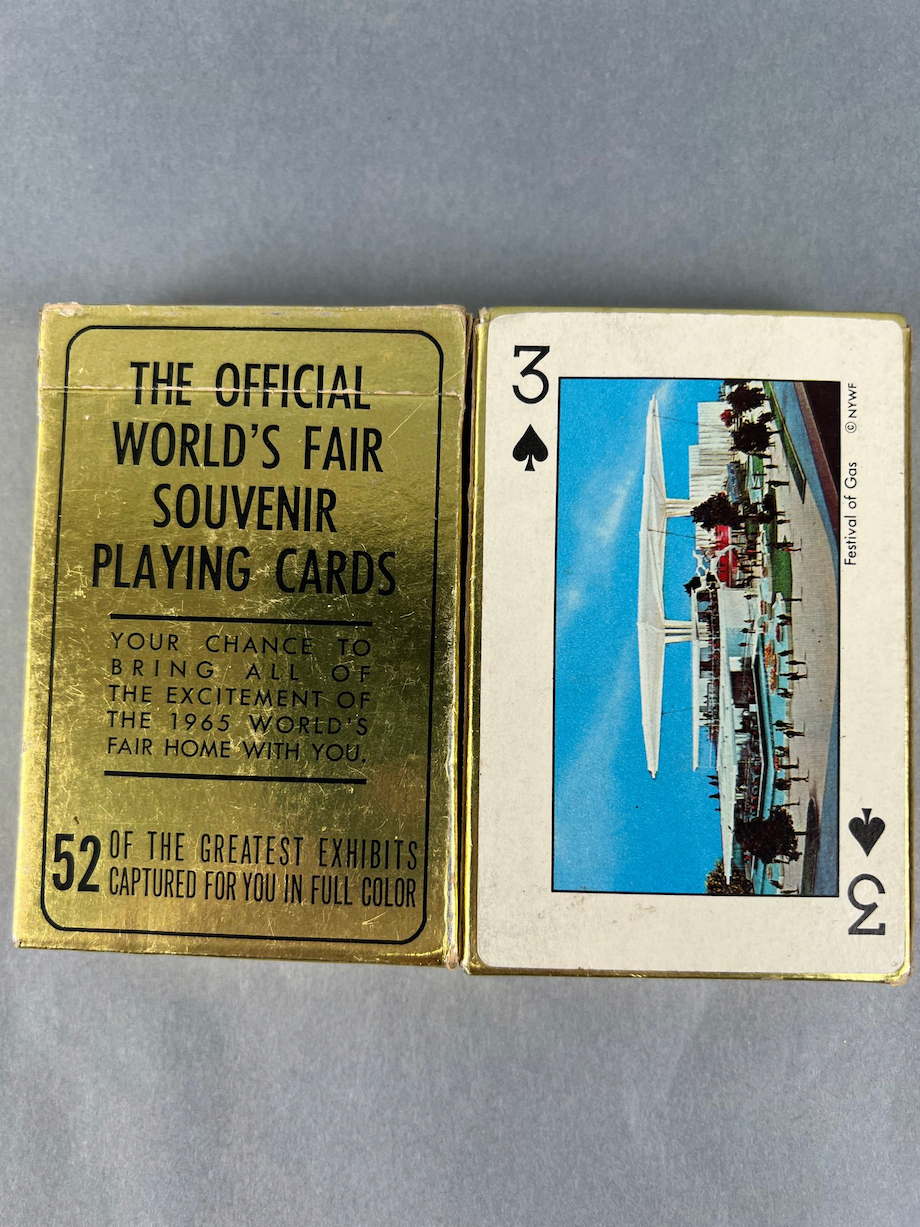 THE OFFICIAL
WORLD'S FAIR
SOUVENIR
PLAYING CARDS
YOUR CHANCE TO
BRING ALL OF
THE EXCITEMENT OF
THE 1965 WORLD'S
FAIR HOME WITH YOU.
52 OF THE GREATEST EXHIBITS
CAPTURED FOR YOU IN FULL COLOR
3
Festival of Gas © NYWF
3